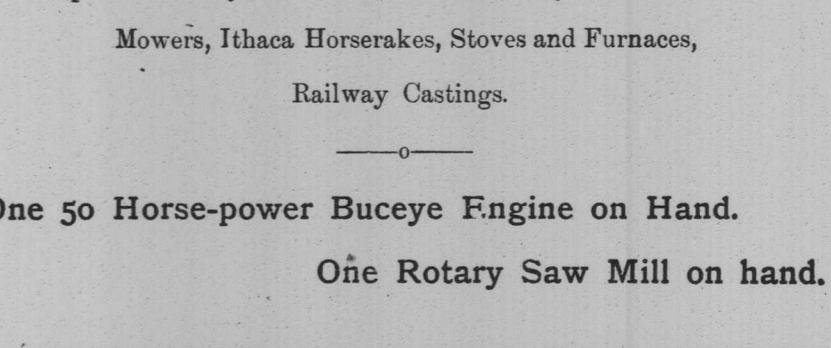 Mowers, Ithaca Horserakes, Stoves and Furnaces,
Railway Castings.
o
One 50 Horse-power Buceye Engine on Hand.
One Rotary Saw Mill on hand.